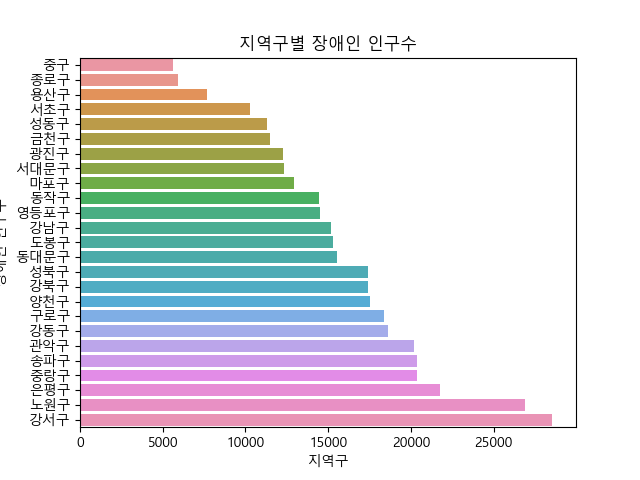 지역구별 장애인 인구수
중구
종로구
용산구
서초구
성동구
금천구
광진구
서대문구
마포구
동작구
영등포구
강남구
도봉구
동대문구
성북구
강북구
양천구
구로구
강동구
관악구
송파구
중랑구
은평구
노원구
강서구
0 5000 10000 15000 20000 25000
지역구